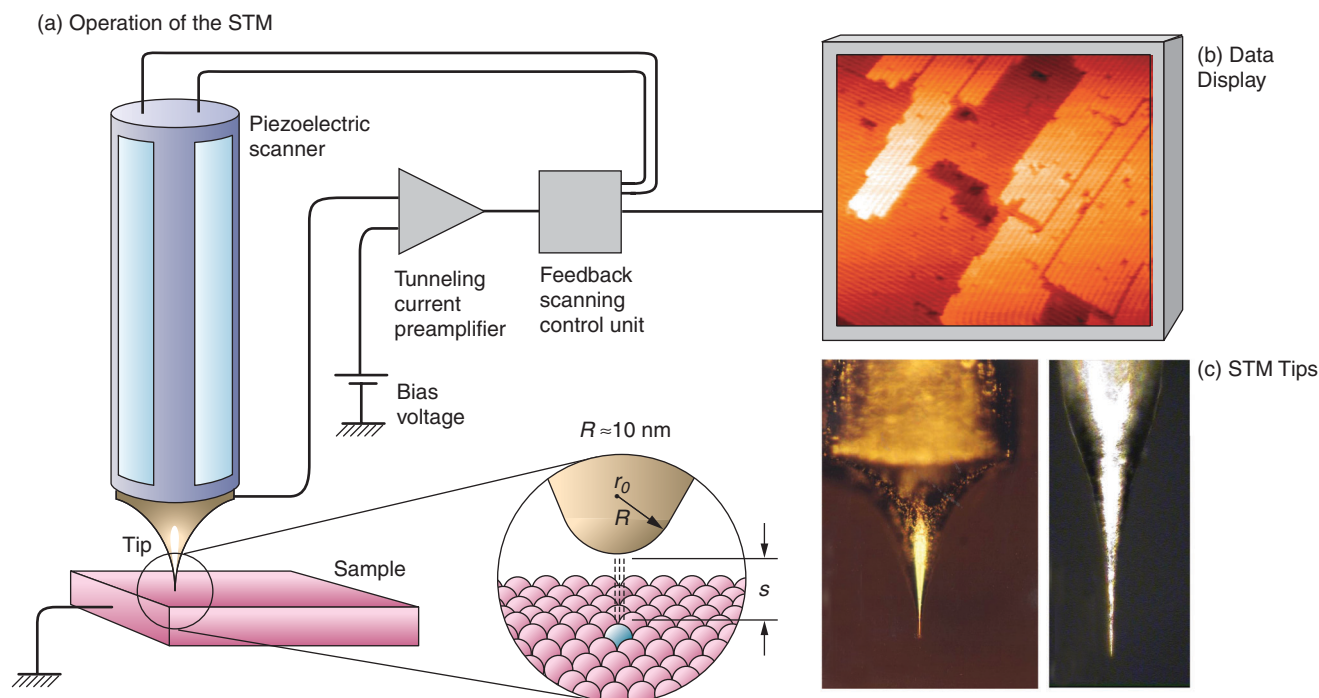 (a) Operation of the STM
Piezoelectric
scanner
Tunneling
current
preamplifier
Feedback
scanning
control unit
(b) Data
Display
Bias
voltage
(c) STM Tips
R ≈10 nm
r₀
R
s
Tip
Sample